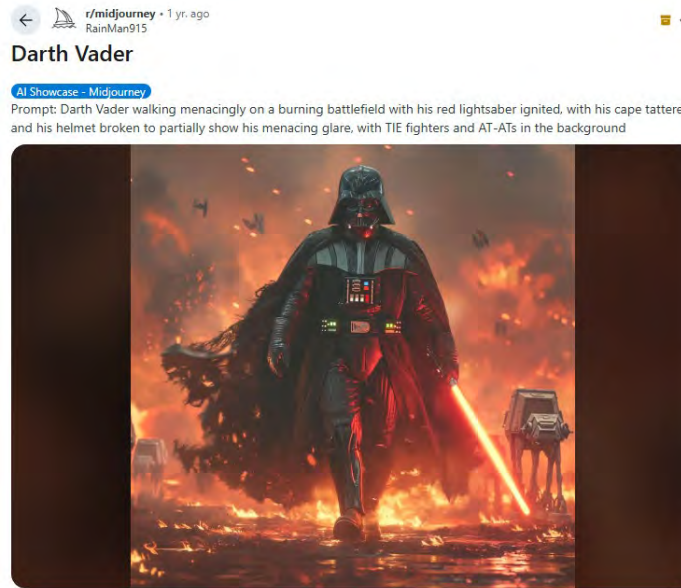 r/midjourney • 1 yr. ago
RainMan915
Darth Vader
AI Showcase - Midjourney
Prompt: Darth Vader walking menacingly on a burning battlefield with his red lightsaber ignited, with his cape tattere
and his helmet broken to partially show his menacing glare, with TIE fighters and AT-ATs in the background